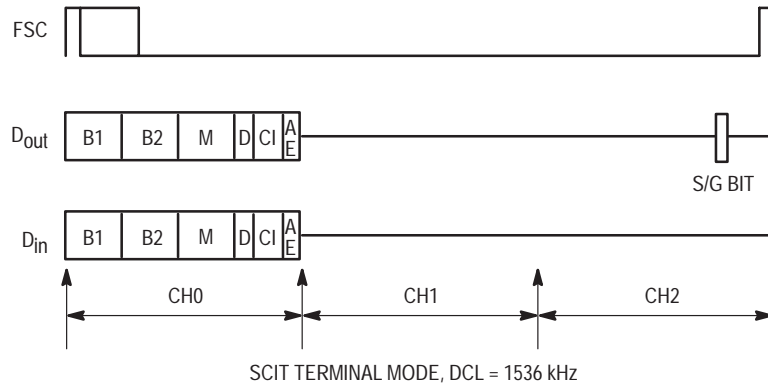 FSC
Dout B1 B2 M D CI A E
S/G BIT
Din B1 B2 M D CI A E
CH0 CH1 CH2
SCIT TERMINAL MODE, DCL = 1536 kHz